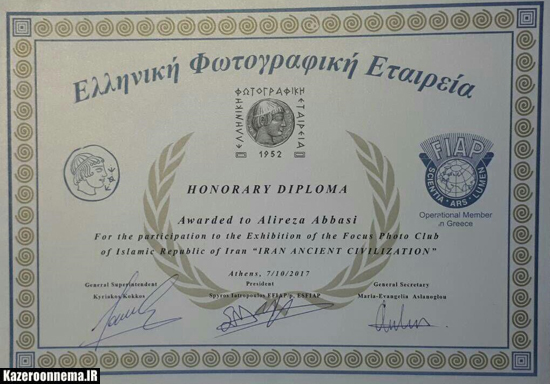 Ελληνική Φωτογραφική Εταιρεία
ΕΛΛΗΝΙΚΗ
ΦΩΤΟΓΡΑΦΙΚΗ
ΕΤΑΙΡΕΙΑ
1952
ΕΦΕ
FIAP
SCIENTIA - ARS - LUMEN
Operational Member
in Greece
HONORARY DIPLOMA
Awarded to Alireza Abbasi
For the participation to the Exhibition of the Focus Photo Club
of Islamic Republic of Iran “IRAN ANCIENT CIVILIZATION”
Athens, 7/10/2017
General Superintendent
President
General Secretary
Kyriakos Kokkos
Spyros Iatropoulos EFIAP/p, ESFIAP
Maria-Evangelia Aslanoglou
Kazeroonnema.IR